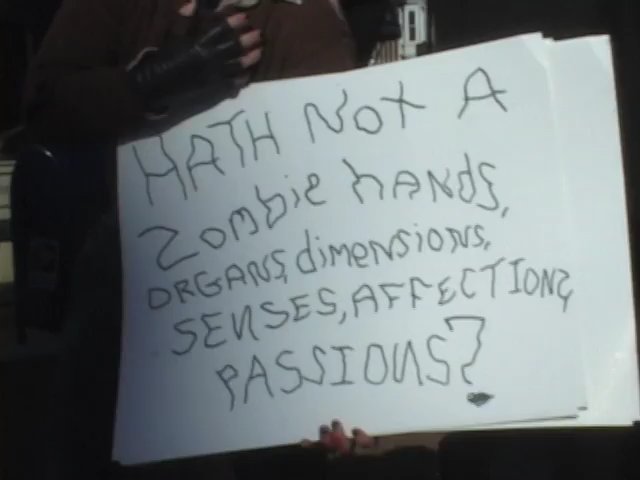 HATH NOT A
Zombie hANdS,
ORGANS, dimensions,
SENSES, AFFECTIONS,
PASSIONS?